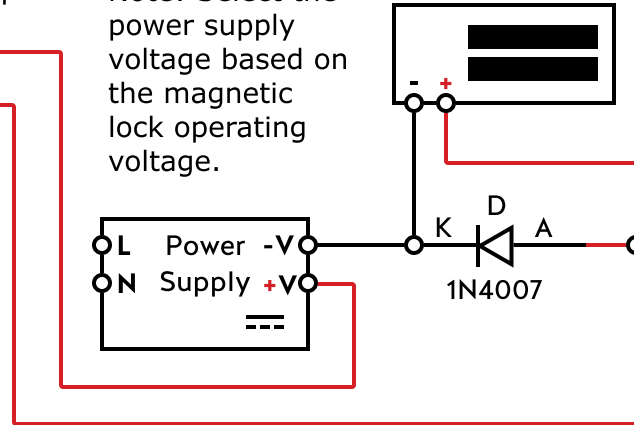 power supply
voltage based on
the magnetic
lock operating
voltage.
- +
D
K A
1N4007
L Power -V
N Supply +V